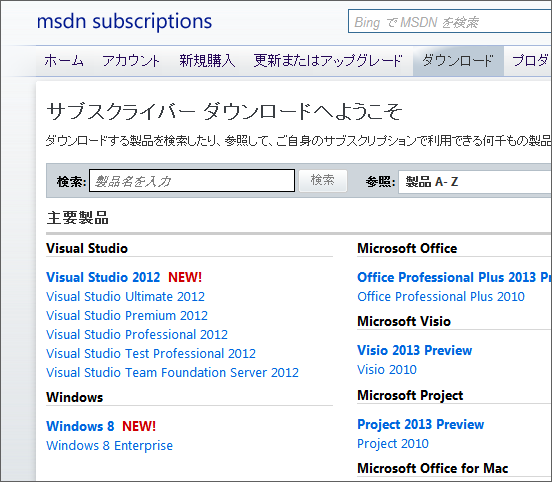 msdn subscriptions
Bing で MSDN を検索
ホーム アカウント 新規購入 更新またはアップグレード ダウンロード プロダ
サブスクライバー ダウンロードへようこそ
ダウンロードする製品を検索したり、参照して、ご自身のサブスクリプションで利用できる何千もの製品
検索: 製品名を入力 検索 参照: 製品 A- Z
主要製品
Visual Studio
Visual Studio 2012 NEW!
Visual Studio Ultimate 2012
Visual Studio Premium 2012
Visual Studio Professional 2012
Visual Studio Test Professional 2012
Visual Studio Team Foundation Server 2012
Windows
Windows 8 NEW!
Windows 8 Enterprise
Microsoft Office
Office Professional Plus 2013 P
Office Professional Plus 2010
Microsoft Visio
Visio 2013 Preview
Visio 2010
Microsoft Project
Project 2013 Preview
Project 2010
Microsoft Office for Mac